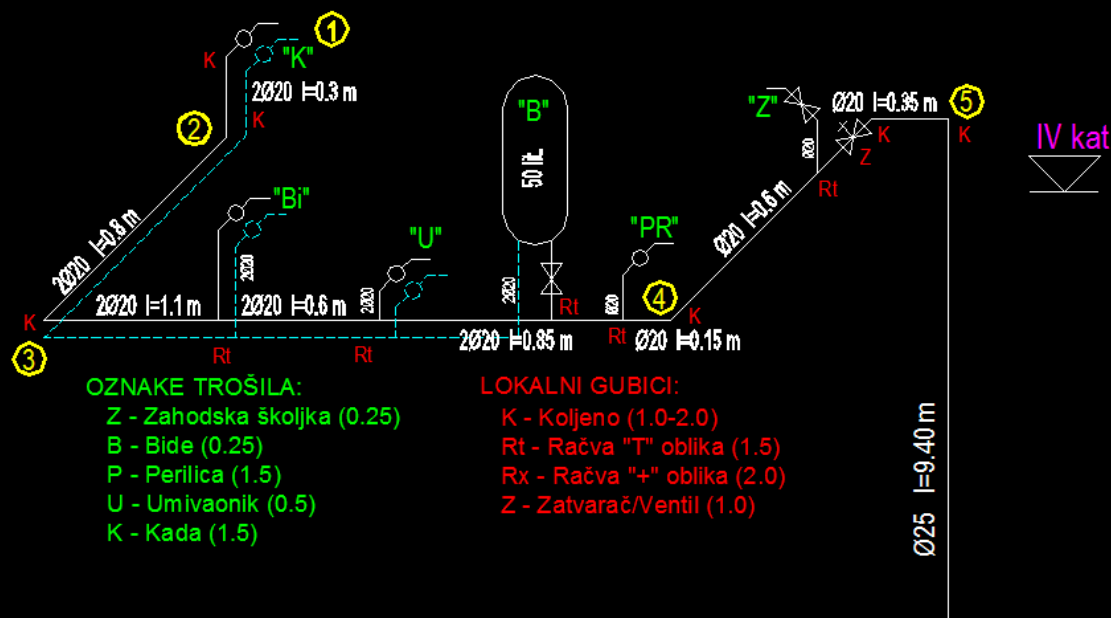 1
K "K"
2Ø20 l=0.3 m
K
2
"B"
50 lit.
"Z"
Ø20 l=0.35 m
5
K K
Z
IV kat
Ø20
Rt
Ø20 l=0.6 m
2Ø20 l=0.8 m
"Bi"
2Ø20
"U"
"PR"
2Ø20 l=1.1 m
2Ø20 l=0.6 m
2Ø20
2Ø20
Rt
Ø20
4
K
K
3
Rt
Rt
2Ø20 l=0.85 m
Rt
Ø20 l=0.15 m
OZNAKE TROŠILA:
Z - Zahodska školjka (0.25)
B - Bide (0.25)
P - Perilica (1.5)
U - Umivaonik (0.5)
K - Kada (1.5)
LOKALNI GUBICI:
K - Koljeno (1.0-2.0)
Rt - Račva "T" oblika (1.5)
Rx - Račva "+" oblika (2.0)
Z - Zatvarač/Ventil (1.0)
Ø25 l=9.40 m